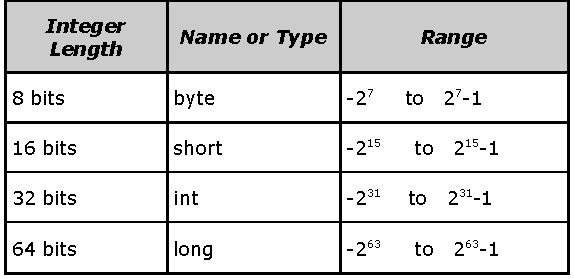 Integer Length Name or Type Range
8 bits byte -2⁷ to 2⁷-1
16 bits short -2¹⁵ to 2¹⁵-1
32 bits int -2³¹ to 2³¹-1
64 bits long -2⁶³ to 2⁶³-1